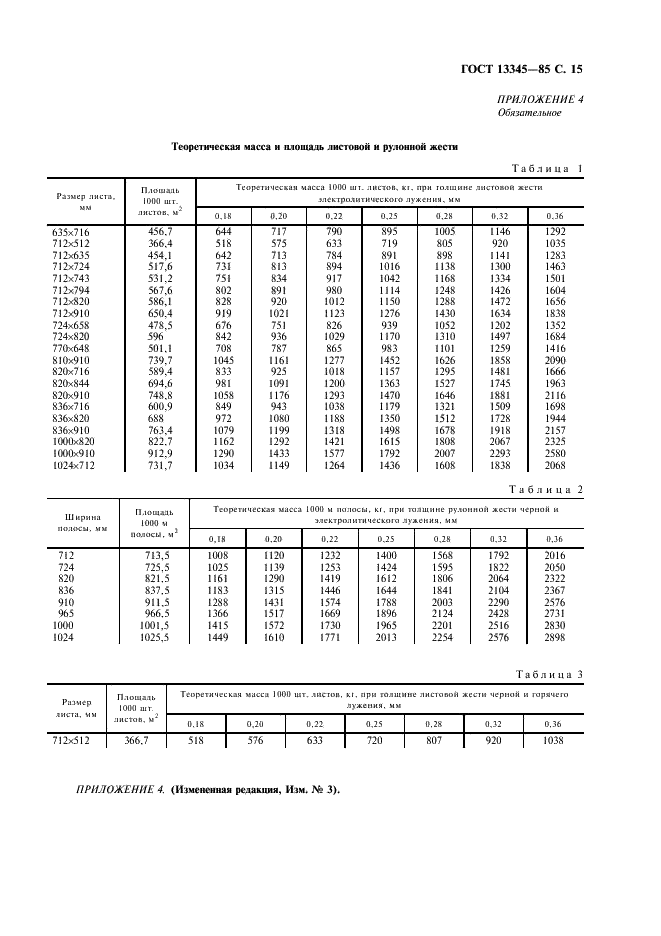 ГОСТ 13345—85 С. 15
ПРИЛОЖЕНИЕ 4
Обязательное
Теоретическая масса и площадь листовой и рулонной жести
Таблица 1
Размер листа, мм | Площадь 1000 шт. листов, м² | Теоретическая масса 1000 шт. листов, кг, при толщине листовой жести электролитического лужения, мм
0,18 0,20 0,22 0,25 0,28 0,32 0,36
635×716 456,7 644 717 790 895 1005 1146 1292
712×512 366,4 518 575 633 719 805 920 1035
712×635 454,1 642 713 784 891 898 1141 1283
712×724 517,6 731 813 894 1016 1138 1300 1463
712×743 531,2 751 834 917 1042 1168 1334 1501
712×794 567,6 802 891 980 1114 1248 1426 1604
712×820 586,1 828 920 1012 1150 1288 1472 1656
712×910 650,4 919 1021 1123 1276 1430 1634 1838
724×658 478,5 676 751 826 939 1052 1202 1352
724×820 596 842 936 1029 1170 1310 1497 1684
770×648 501,1 708 787 865 983 1101 1259 1416
810×910 739,7 1045 1161 1277 1452 1626 1858 2090
820×716 589,4 833 925 1018 1157 1295 1481 1666
820×844 694,6 981 1091 1200 1363 1527 1745 1963
820×910 748,8 1058 1176 1293 1470 1646 1881 2116
836×716 600,9 849 943 1038 1179 1321 1509 1698
836×820 688 972 1080 1188 1350 1512 1728 1944
836×910 763,4 1079 1199 1318 1498 1678 1918 2157
1000×820 822,7 1162 1292 1421 1615 1808 2067 2325
1000×910 912,9 1290 1433 1577 1792 2007 2293 2580
1024×712 731,7 1034 1149 1264 1436 1608 1838 2068
Таблица 2
Ширина полосы, мм | Площадь 1000 м полосы, м² | Теоретическая масса 1000 м полосы, кг, при толщине рулонной жести черной и электролитического лужения, мм
0,18 0,20 0,22 0,25 0,28 0,32 0,36
712 713,5 1008 1120 1232 1400 1568 1792 2016
724 725,5 1025 1139 1253 1424 1595 1822 2050
820 821,5 1161 1290 1419 1612 1806 2064 2322
836 837,5 1183 1315 1446 1644 1841 2104 2367
910 911,5 1288 1431 1574 1788 2003 2290 2576
965 966,5 1366 1517 1669 1896 2124 2428 2731
1000 1001,5 1415 1572 1730 1965 2201 2516 2830
1024 1025,5 1449 1610 1771 2013 2254 2576 2898
Таблица 3
Размер листа, мм | Площадь 1000 шт. листов, м² | Теоретическая масса 1000 шт. листов, кг, при толщине листовой жести черной и горячего лужения, мм
0,18 0,20 0,22 0,25 0,28 0,32 0,36
712×512 366,7 518 576 633 720 807 920 1038
ПРИЛОЖЕНИЕ 4. (Измененная редакция, Изм. № 3).